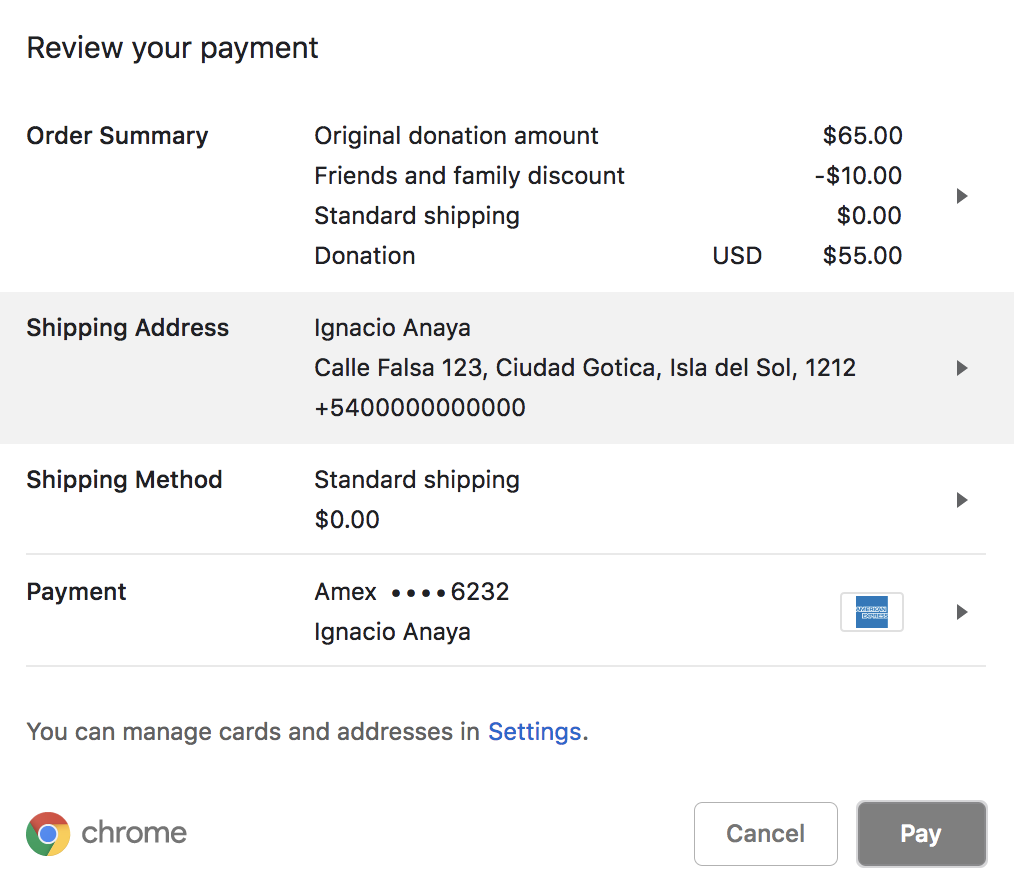 Review your payment
Order Summary Original donation amount $65.00
Friends and family discount -$10.00
Standard shipping $0.00
Donation USD $55.00
Shipping Address Ignacio Anaya
Calle Falsa 123, Ciudad Gotica, Isla del Sol, 1212
+5400000000000
Shipping Method Standard shipping
$0.00
Payment Amex ••••6232
AMERICAN EXPRESS
Ignacio Anaya
You can manage cards and addresses in Settings.
chrome Cancel Pay